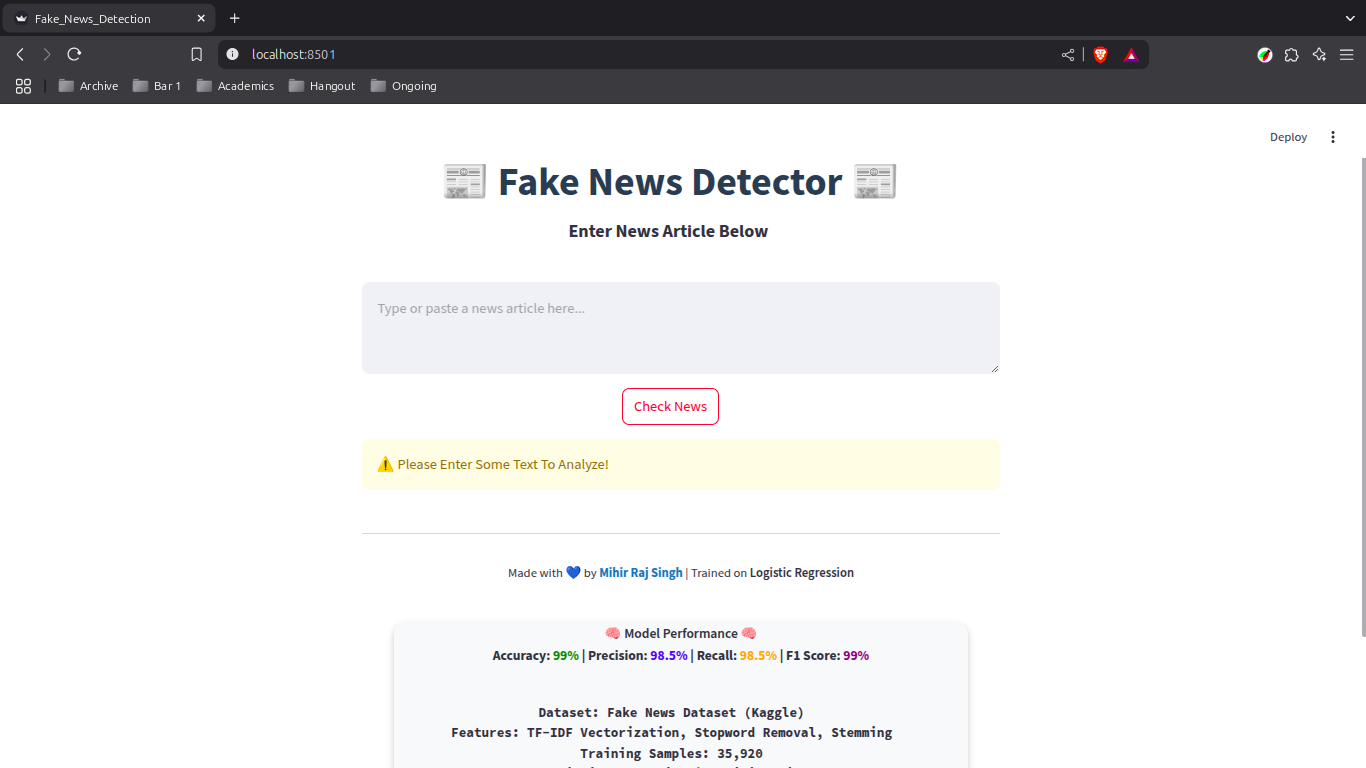 Fake_News_Detection
localhost:8501
Archive Bar 1 Academics Hangout Ongoing
Deploy
📰 Fake News Detector 📰
Enter News Article Below
Type or paste a news article here...
Check News
⚠️ Please Enter Some Text To Analyze!
Made with 💙 by Mihir Raj Singh | Trained on Logistic Regression
🧠 Model Performance 🧠
Accuracy: 99% | Precision: 98.5% | Recall: 98.5% | F1 Score: 99%
Dataset: Fake News Dataset (Kaggle)
Features: TF-IDF Vectorization, Stopword Removal, Stemming
Training Samples: 35,920